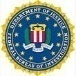 DEPARTMENT OF JUSTICE
FEDERAL BUREAU OF INVESTIGATION